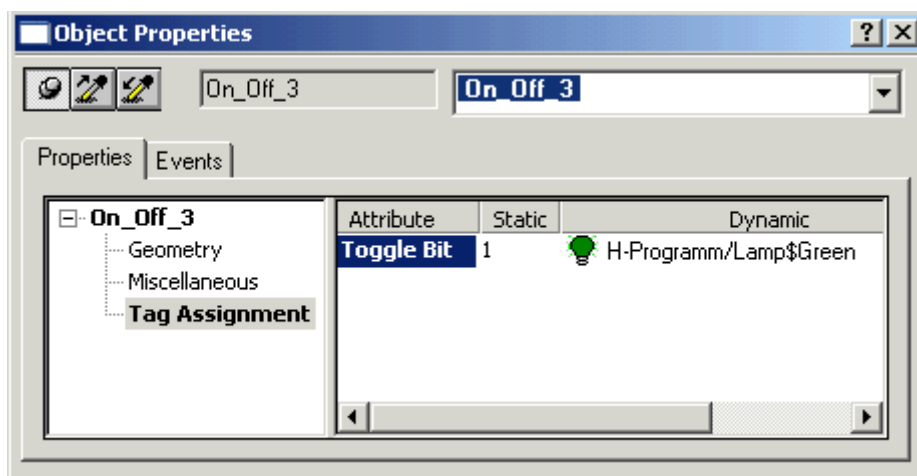 Object Properties
On_Off_3 On_Off_3
Properties Events
On_Off_3
Geometry
Miscellaneous
Tag Assignment
Attribute Static Dynamic
Toggle Bit 1 H-Programm/Lamp$Green